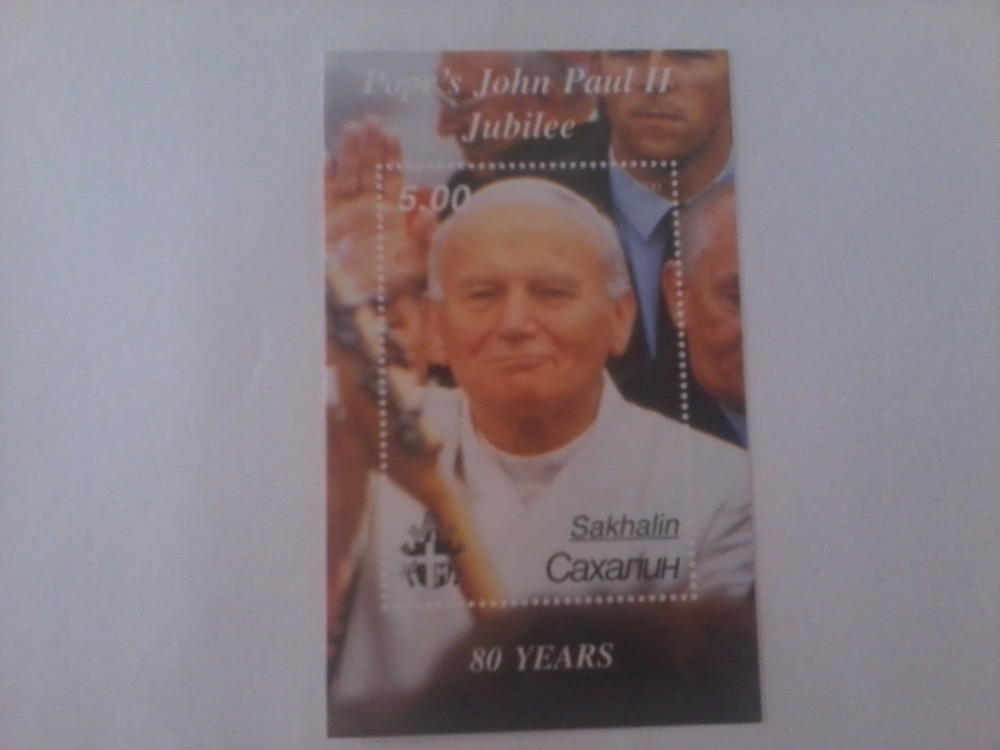 Pope's John Paul II
Jubilee
5.00
Sakhalin
Сахалин
M
80 YEARS